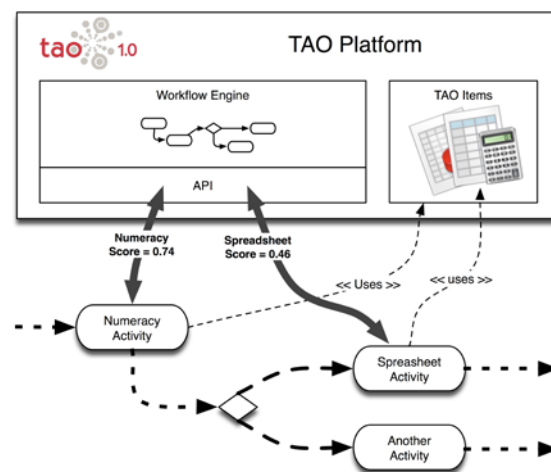 tao 1.0
TAO Platform
Workflow Engine
TAO Items
API
Numeracy
Score = 0.74
Spreadsheet
Score = 0.46
<< Uses >>
<< uses >>
Numeracy
Activity
Spreasheet
Activity
Another
Activity